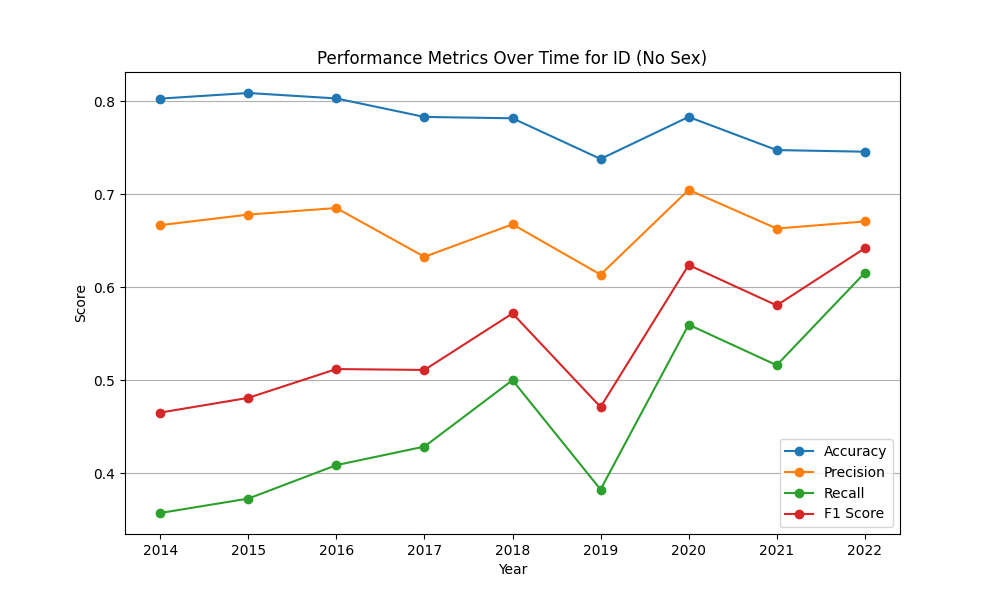 Performance Metrics Over Time for ID (No Sex)
Score
0.8
0.7
0.6
0.5
0.4
2014 2015 2016 2017 2018 2019 2020 2021 2022
Year
Accuracy
Precision
Recall
F1 Score